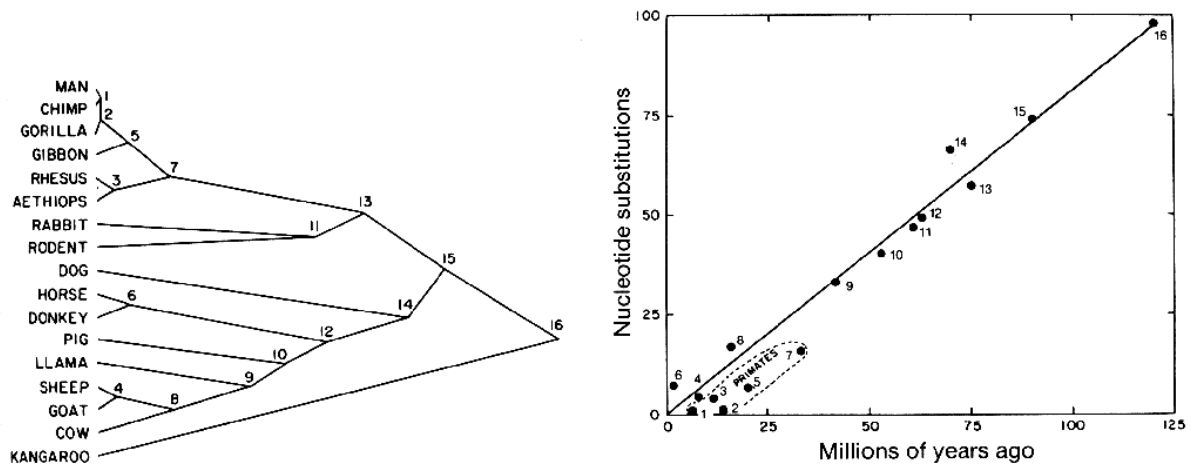 MAN
1
CHIMP
2
GORILLA
5
GIBBON
7
RHESUS
3
AETHIOPS
13
RABBIT
11
RODENT
15
DOG
HORSE
6
14
DONKEY
16
12
PIG
10
LLAMA
9
SHEEP
4
GOAT
8
COW
KANGAROO
Nucleotide substitutions
100
75
50
25
0
16
15
14
13
12
11
10
9
8
7
6
5
4
3
2
1
PRIMATES
0 25 50 75 100 125
Millions of years ago